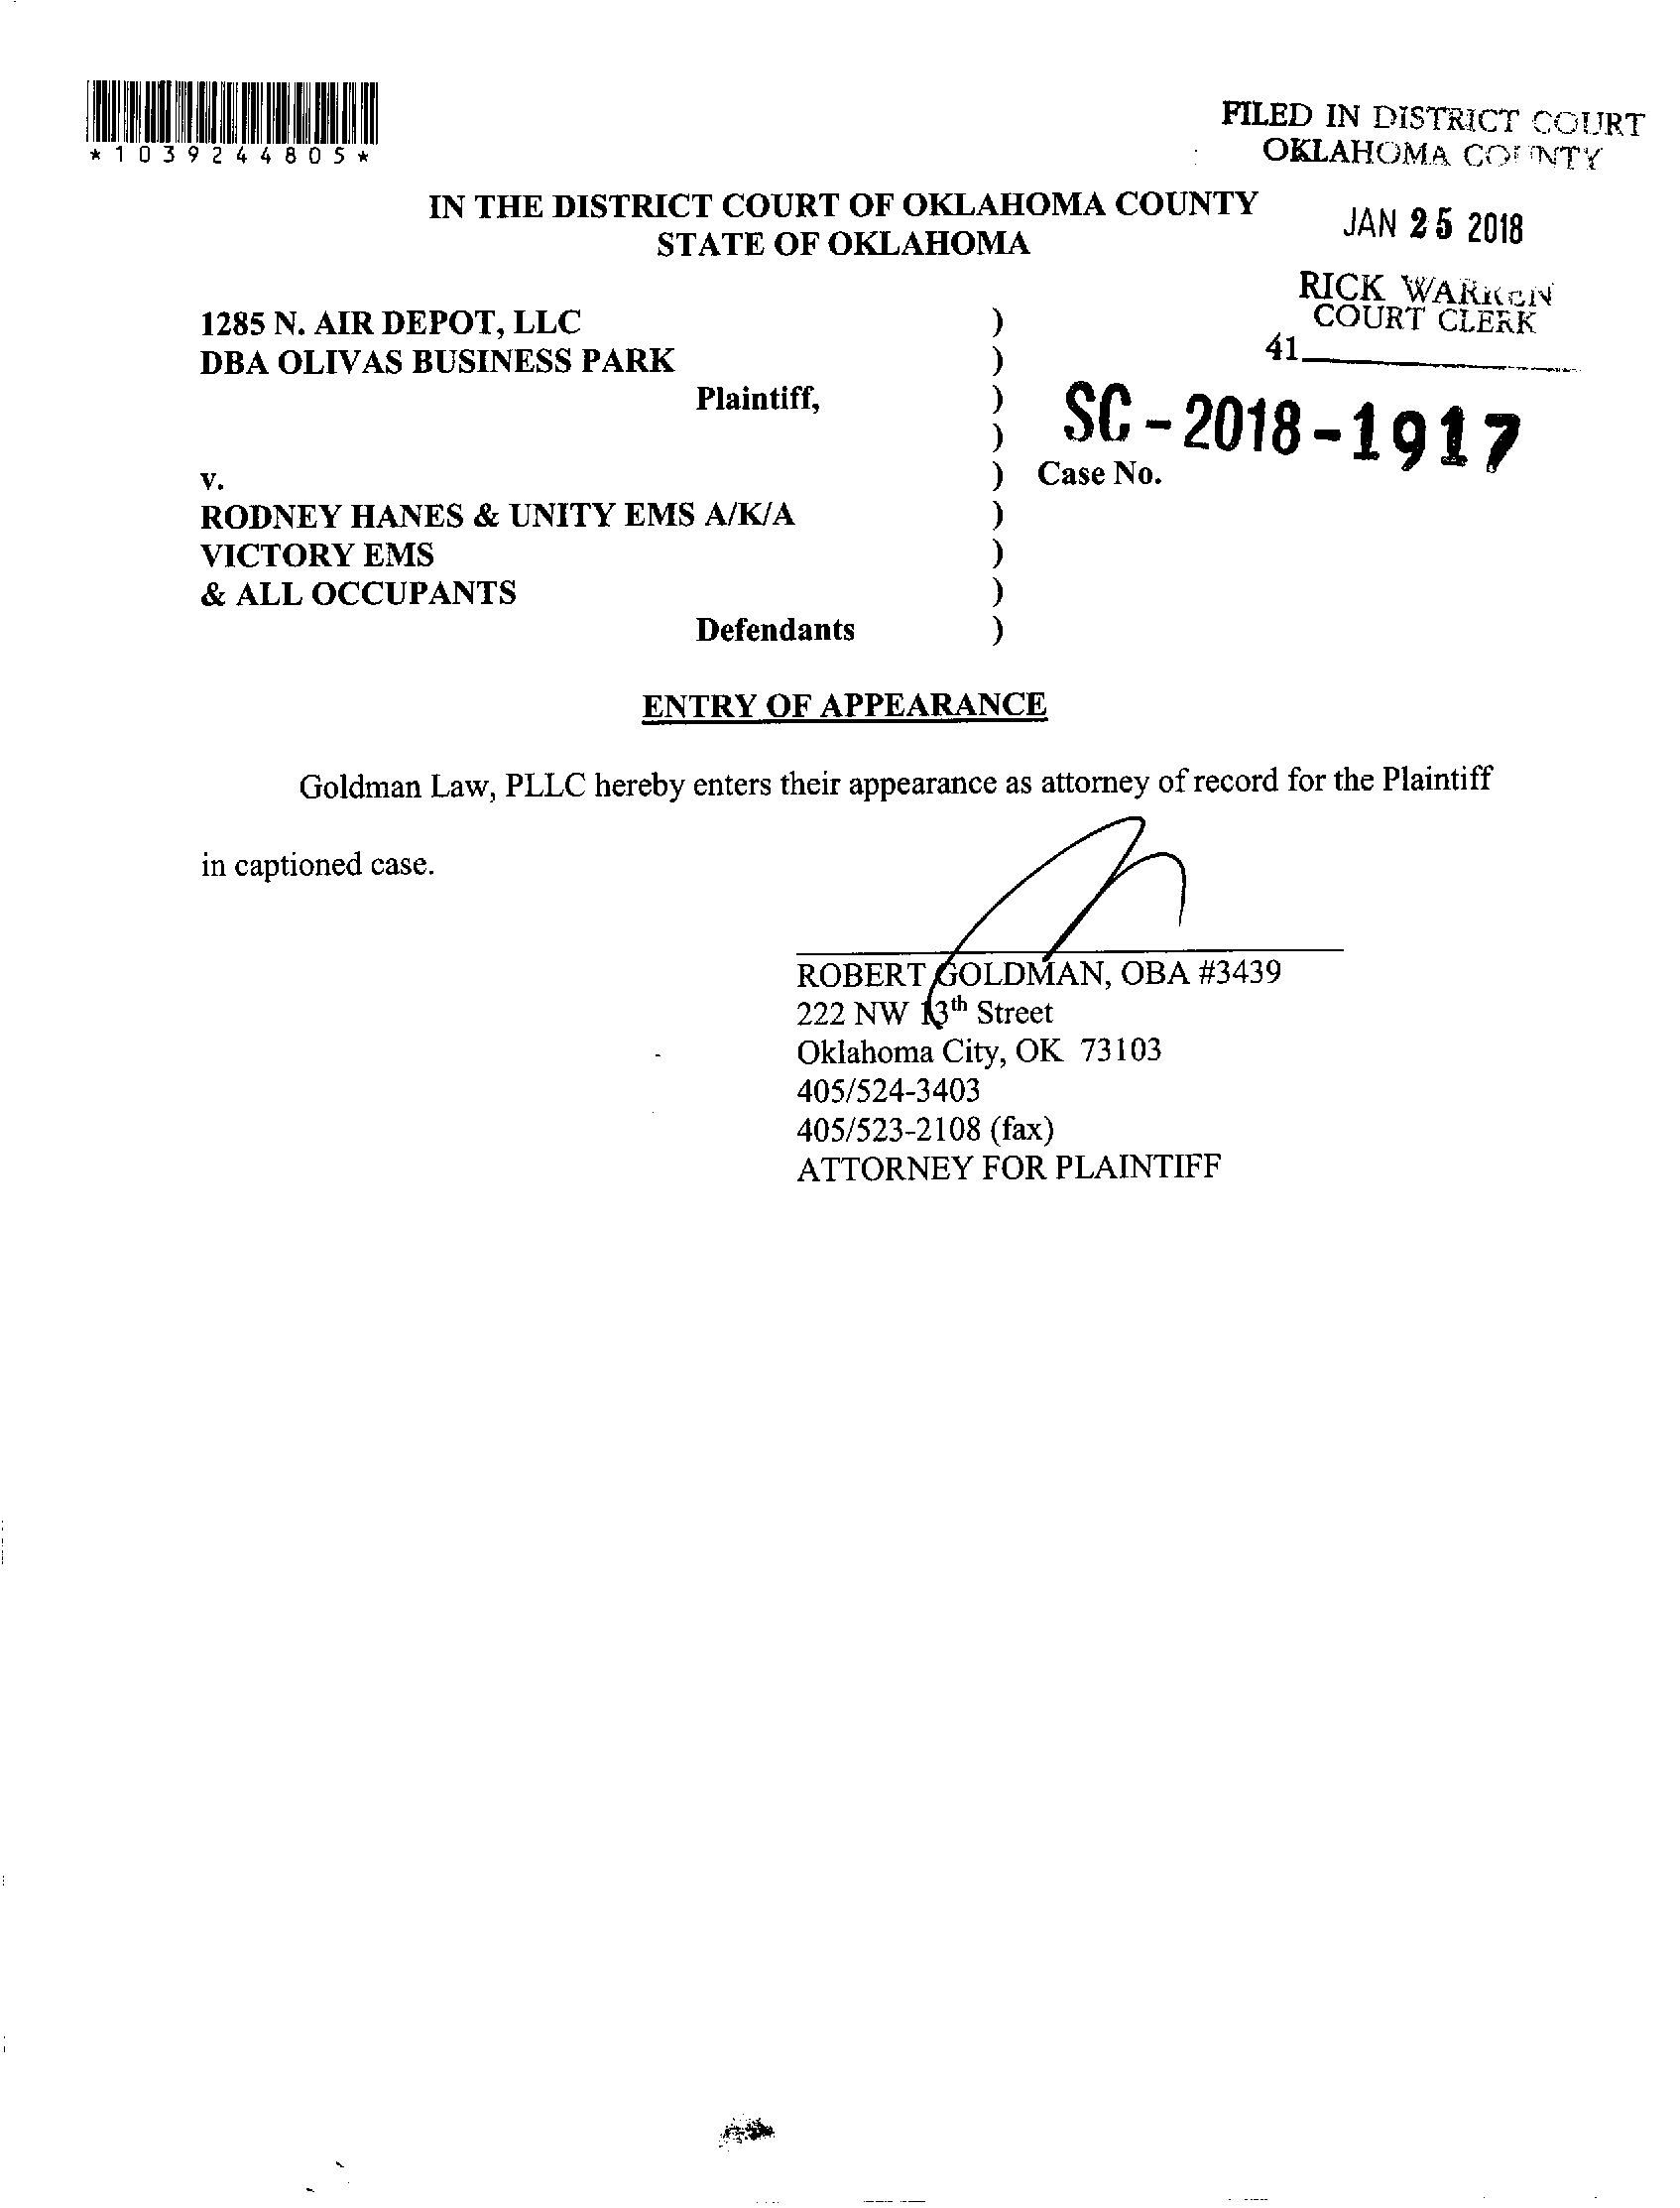 *1039244805*
FILED IN DISTRICT COURT
OKLAHOMA COUNTY
IN THE DISTRICT COURT OF OKLAHOMA COUNTY
STATE OF OKLAHOMA
JAN 25 2018
RICK WARREN
COURT CLERK
41
1285 N. AIR DEPOT, LLC )
DBA OLIVAS BUSINESS PARK )
Plaintiff, )
)
SC-2018-1917
v. ) Case No.
RODNEY HANES & UNITY EMS A/K/A )
VICTORY EMS )
& ALL OCCUPANTS )
Defendants )
ENTRY OF APPEARANCE
Goldman Law, PLLC hereby enters their appearance as attorney of record for the Plaintiff
in captioned case.
ROBERT GOLDMAN, OBA #3439
222 NW 13th Street
Oklahoma City, OK 73103
405/524-3403
405/523-2108 (fax)
ATTORNEY FOR PLAINTIFF